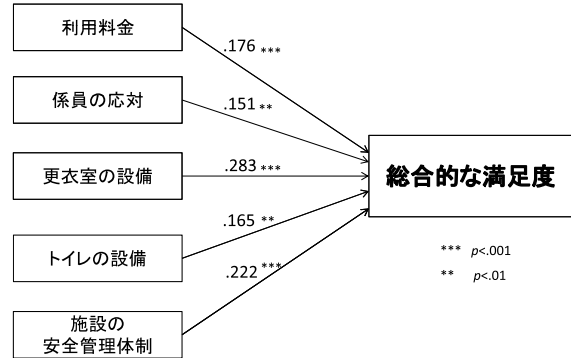 利用料金
.176 ***
係員の応対
.151 **
更衣室の設備
.283 ***
総合的な満足度
.165 **
トイレの設備
*** p<.001
.222 ***
** p<.01
施設の
安全管理体制